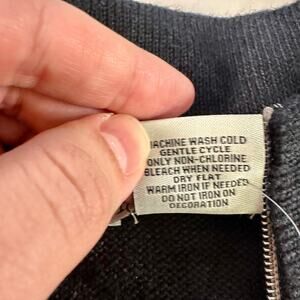 MACHINE WASH COLD
GENTLE CYCLE
ONLY NON-CHLORINE
BLEACH WHEN NEEDED
DRY FLAT
WARM IRON IF NEEDED
DO NOT IRON ON
DECORATION